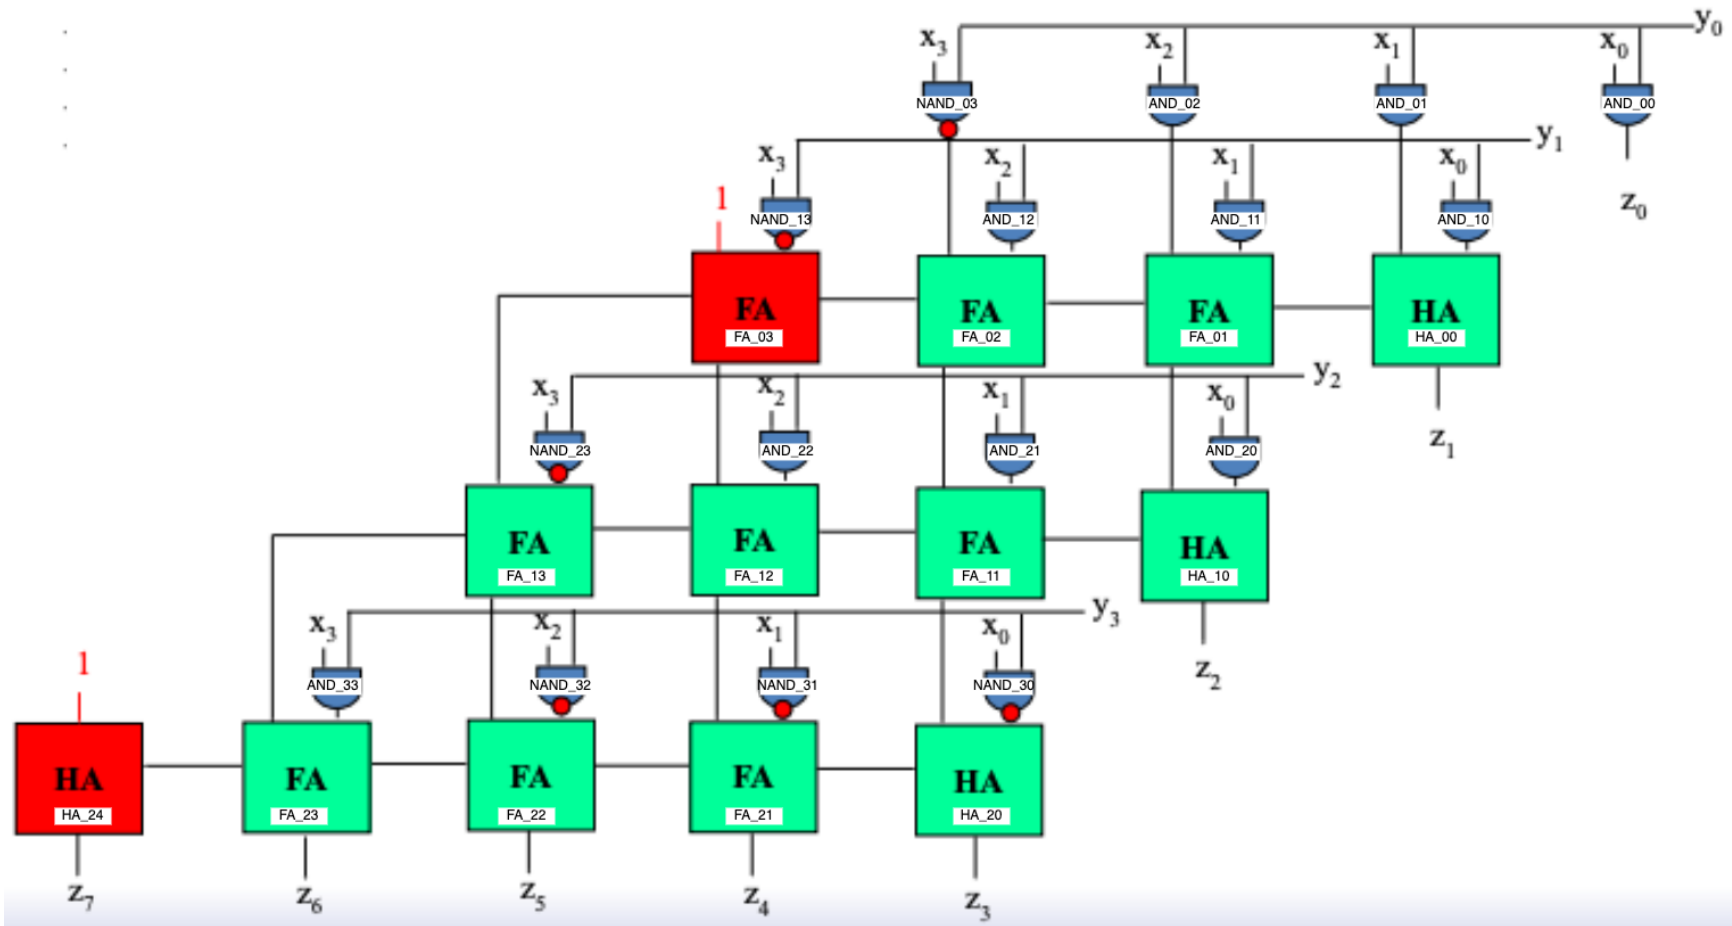 y0
x3 x2 x1 x0
NAND_03 AND_02 AND_01 AND_00
y1
x3 x2 x1 x0
1 z0
NAND_13 AND_12 AND_11 AND_10
FA FA FA HA
FA_03 FA_02 FA_01 HA_00
y2
x3 x2 x1 x0
z1
NAND_23 AND_22 AND_21 AND_20
FA FA FA HA
FA_13 FA_12 FA_11 HA_10
y3
x3 x2 x1 x0
1 z2
AND_33 NAND_32 NAND_31 NAND_30
HA FA FA FA HA
HA_24 FA_23 FA_22 FA_21 HA_20
z7 z6 z5 z4 z3